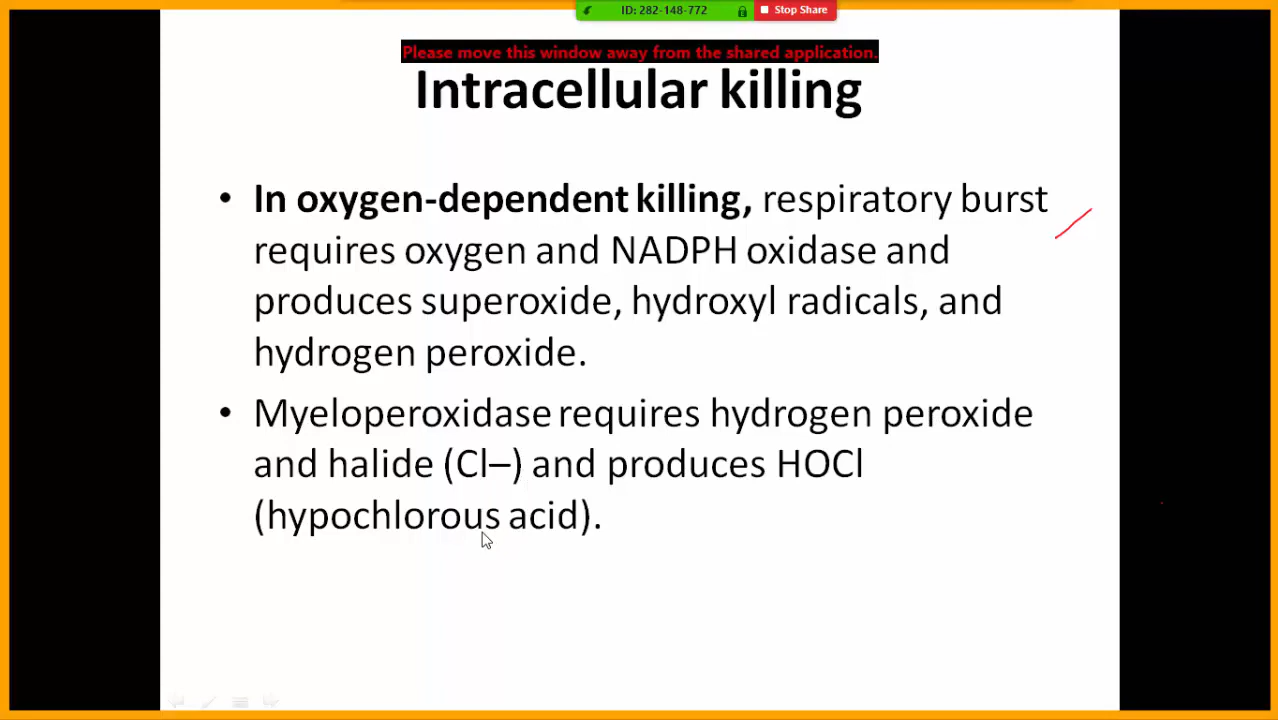 ID: 282-148-772
Stop Share
Please move this window away from the shared application.
Intracellular killing
• In oxygen-dependent killing, respiratory burst
requires oxygen and NADPH oxidase and
produces superoxide, hydroxyl radicals, and
hydrogen peroxide.
• Myeloperoxidase requires hydrogen peroxide
and halide (Cl–) and produces HOCl
(hypochlorous acid).